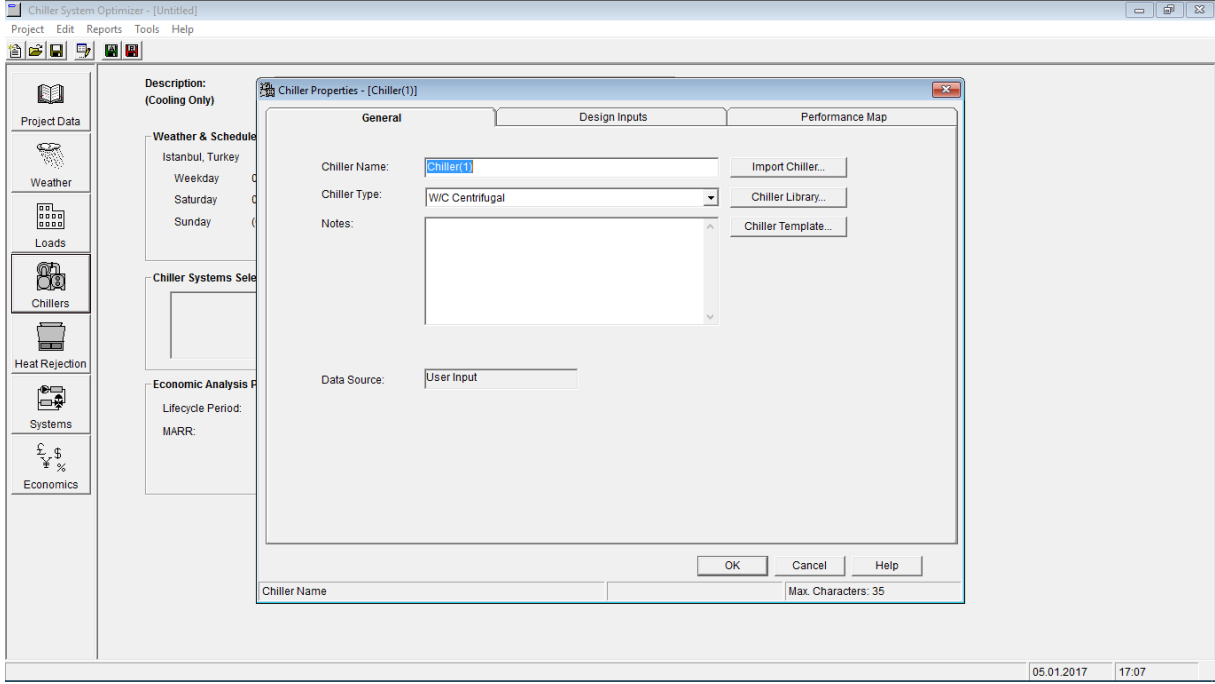 Chiller System Optimizer - [Untitled]
Project Edit Reports Tools Help
Project Data
Weather
Loads
Chillers
Heat Rejection
Systems
£ $ ¥ %
Economics
Description:
(Cooling Only)
Weather & Schedule
Istanbul, Turkey
Weekday 0
Saturday 0
Sunday (
Chiller Systems Sele
Economic Analysis P
Lifecycle Period:
MARR:
Chiller Properties - [Chiller(1)]
General Design Inputs Performance Map
Chiller Name: Chiller(1) Import Chiller...
Chiller Type: W/C Centrifugal Chiller Library...
Notes: Chiller Template...
Data Source: User Input
OK Cancel Help
Chiller Name Max. Characters: 35
05.01.2017 17:07